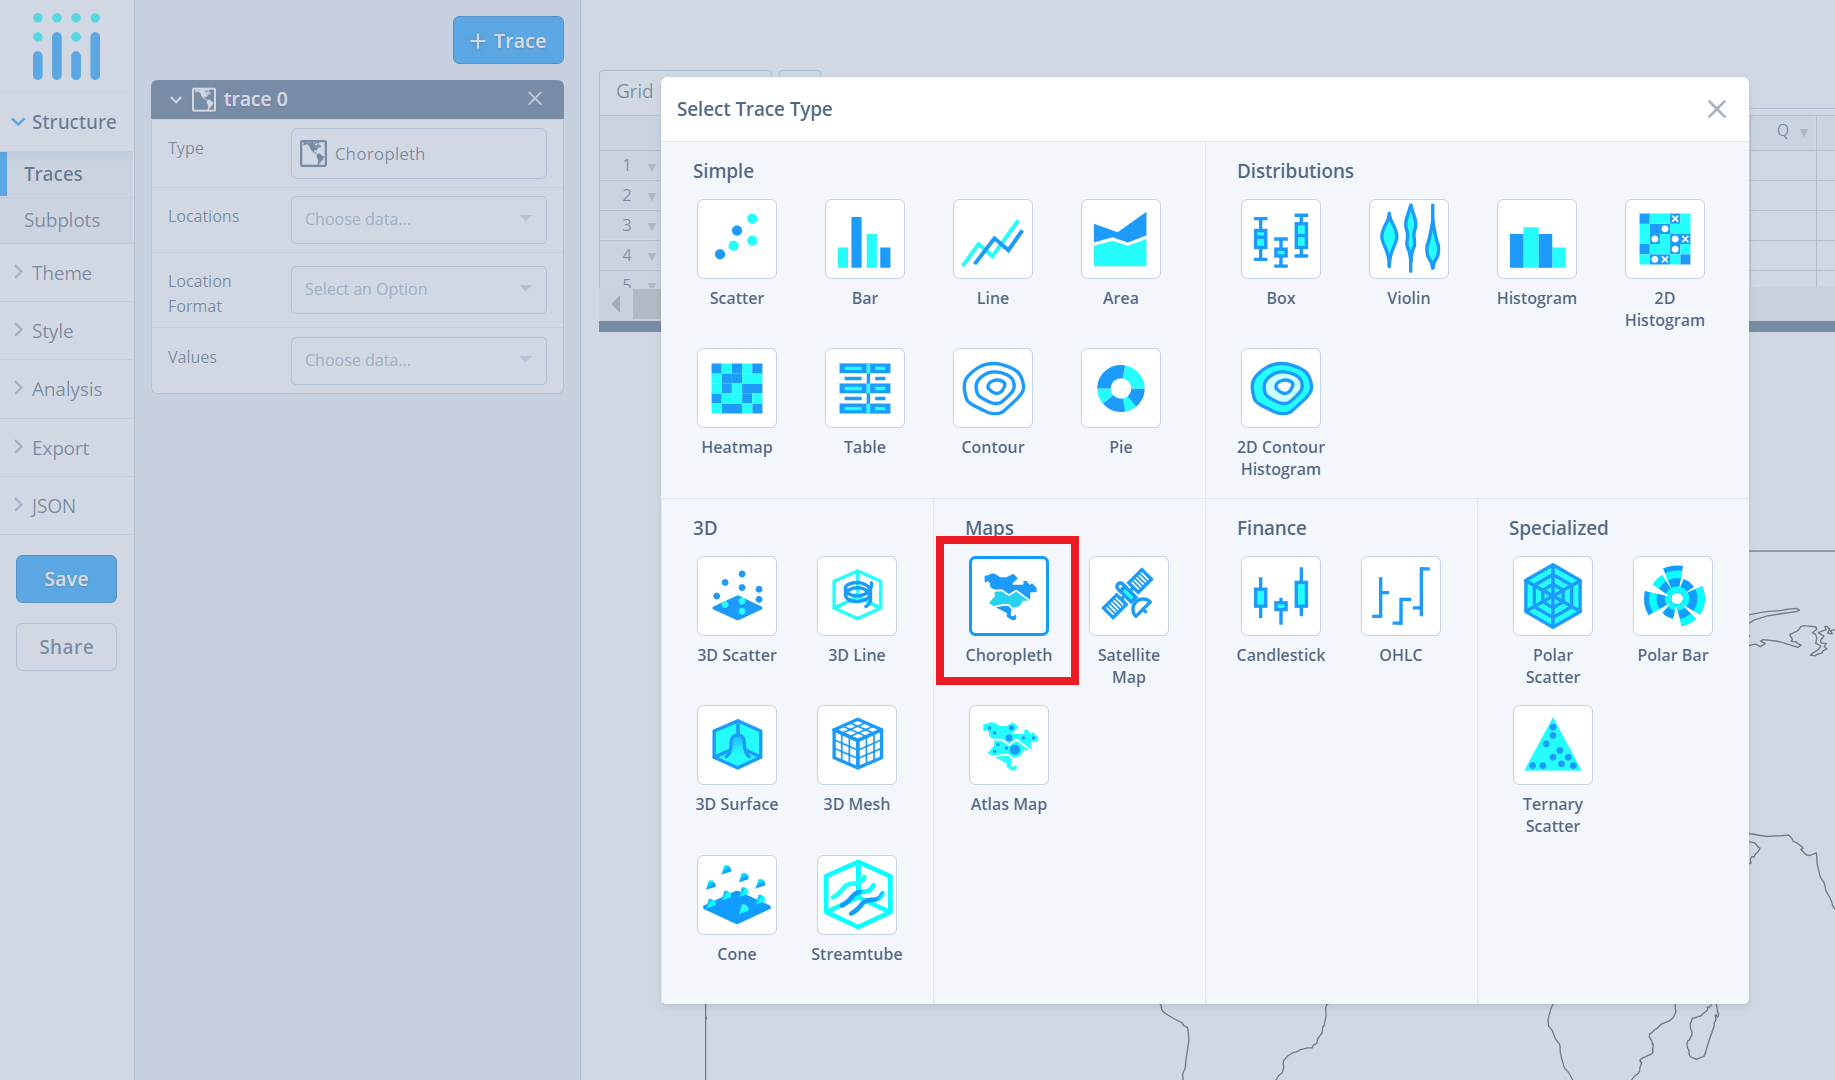 + Trace
trace 0
Structure
Type
Choropleth
Traces
Locations
Choose data...
Subplots
Theme
Location
Format
Select an Option
Style
Values
Choose data...
Analysis
Export
JSON
Save
Share
Grid
Q
1
2
3
4
5
Select Trace Type
Simple
Scatter
Bar
Line
Area
Heatmap
Table
Contour
Pie
Distributions
Box
Violin
Histogram
2D
Histogram
2D Contour
Histogram
3D
3D Scatter
3D Line
3D Surface
3D Mesh
Cone
Streamtube
Maps
Choropleth
Satellite
Map
Atlas Map
Finance
Candlestick
OHLC
Specialized
Polar
Scatter
Polar Bar
Ternary
Scatter